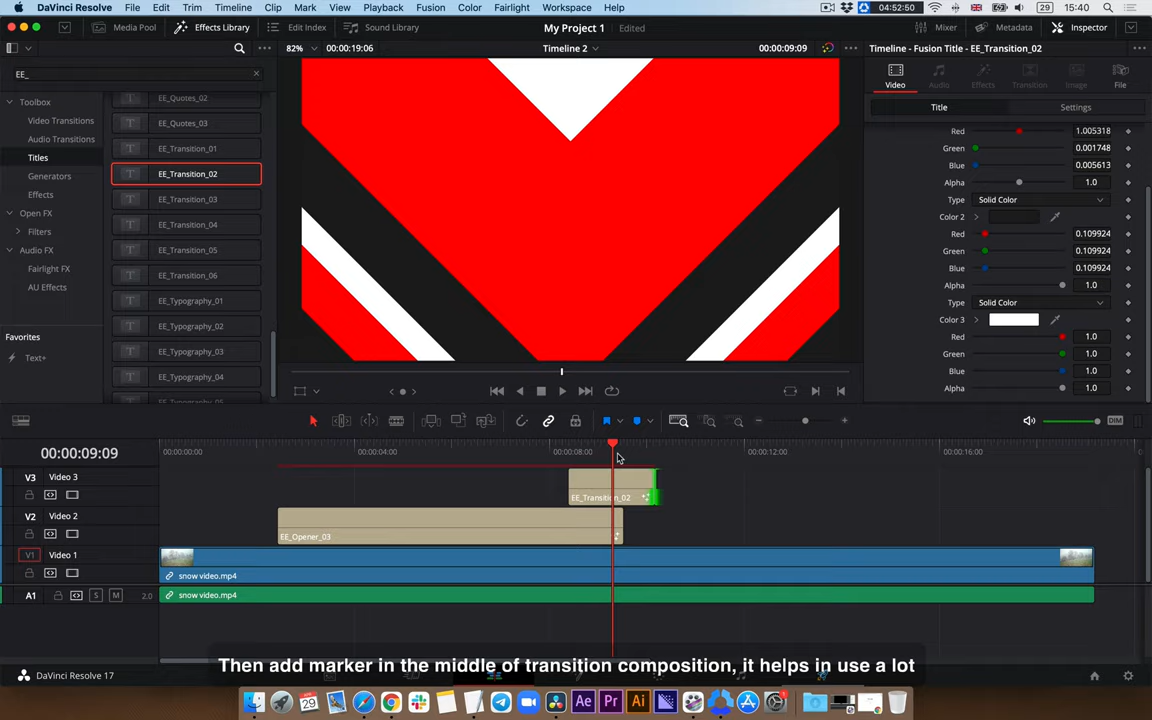 DaVinci Resolve File Edit Trim Timeline Clip Mark View Playback Fusion Color Fairlight Workspace Help 04:52:50 29 15:40
Media Pool Effects Library Edit Index Sound Library My Project 1 Edited Mixer Metadata Inspector
82% 00:00:19:06 Timeline 2 00:00:09:09 Timeline - Fusion Title - EE_Transition_02
EE_
Video Audio Effects Transition Image File
Title Settings
Toolbox
Video Transitions
Audio Transitions
Titles
Generators
Effects
Open FX
Filters
Audio FX
Fairlight FX
AU Effects
Favorites
Text+
EE_Quotes_02
EE_Quotes_03
EE_Transition_01
EE_Transition_02
EE_Transition_03
EE_Transition_04
EE_Transition_05
EE_Transition_06
EE_Typography_01
EE_Typography_02
EE_Typography_03
EE_Typography_04
Red 1.005318
Green 0.001748
Blue 0.005613
Alpha 1.0
Type Solid Color
Color 2
Red 0.109924
Green 0.109924
Blue 0.109924
Alpha 1.0
Type Solid Color
Color 3
Red 1.0
Green 1.0
Blue 1.0
Alpha 1.0
DIM
00:00:09:09 00:00:00:00 00:00:04:00 00:00:08:00 00:00:12:00 00:00:16:00
V3 Video 3
EE_Transition_02
V2 Video 2
EE_Opener_03
V1 Video 1
snow video.mp4
A1 S M 2.0 snow video.mp4
Then add marker in the middle of transition composition, it helps in use a lot
DaVinci Resolve 17
29 Ae Pr Ai